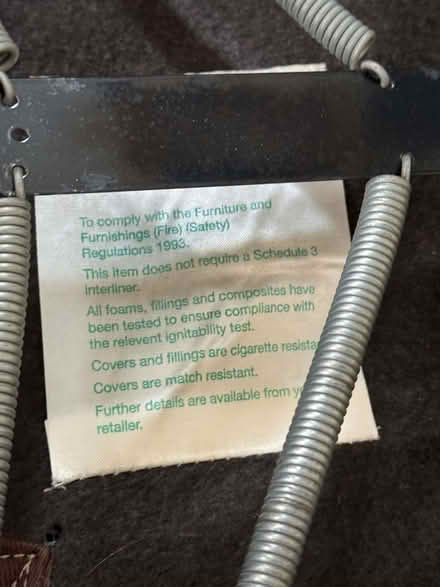 To comply with the Furniture and
Furnishings (Fire) (Safety)
Regulations 1993.
This item does not require a Schedule 3
interliner.
All foams, fillings and composites have
been tested to ensure compliance with
the relevent ignitability test.
Covers and fillings are cigarette resista
Covers are match resistant.
Further details are available from yo
retailer.